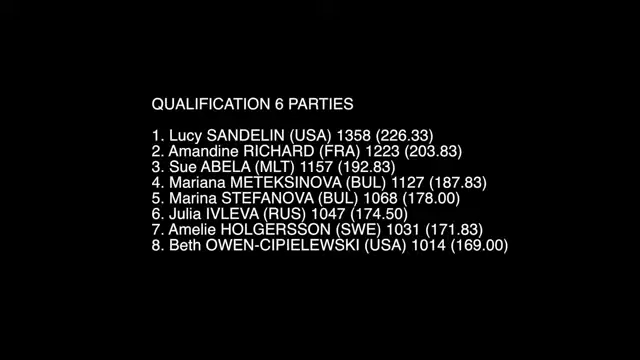 QUALIFICATION 6 PARTIES
1. Lucy SANDELIN (USA) 1358 (226.33)
2. Amandine RICHARD (FRA) 1223 (203.83)
3. Sue ABELA (MLT) 1157 (192.83)
4. Mariana METEKSINOVA (BUL) 1127 (187.83)
5. Marina STEFANOVA (BUL) 1068 (178.00)
6. Julia IVLEVA (RUS) 1047 (174.50)
7. Amelie HOLGERSSON (SWE) 1031 (171.83)
8. Beth OWEN-CIPIELEWSKI (USA) 1014 (169.00)